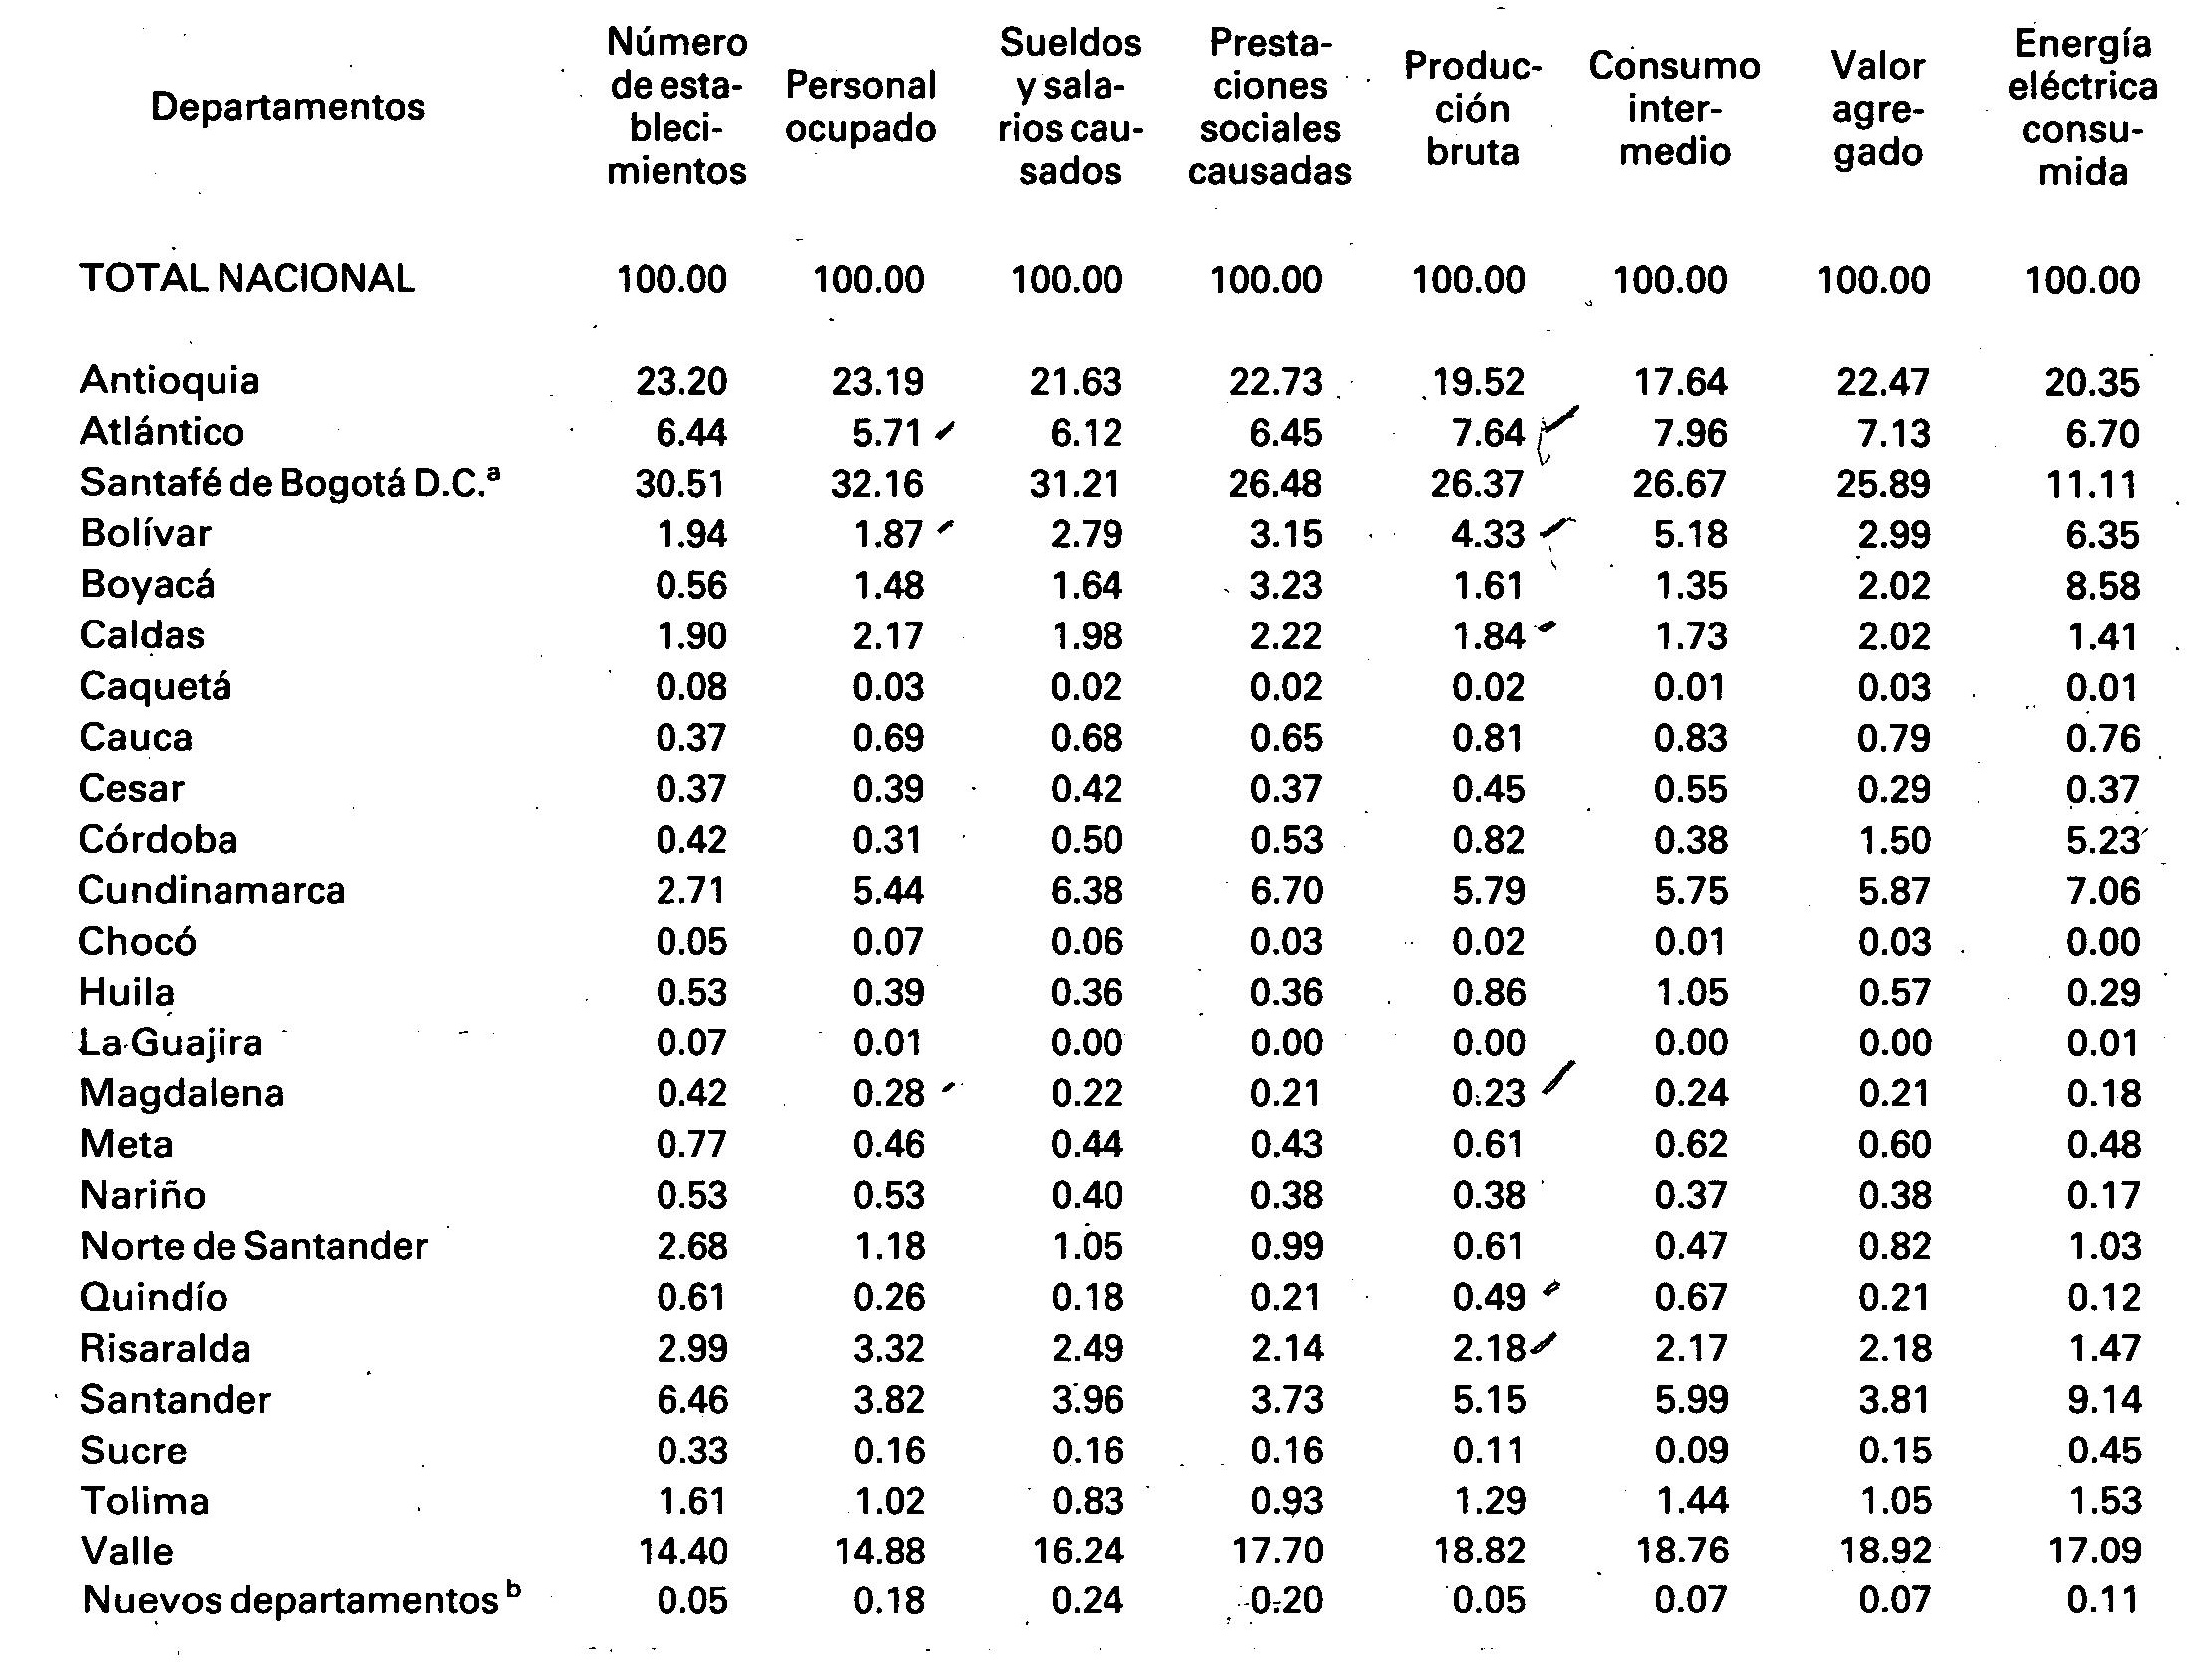 Departamentos Número de esta- bleci- mientos Personal ocupado Sueldos y sala- rios cau- sados Presta- ciones sociales causadas Produc- ción bruta Consumo inter- medio Valor agre- gado Energía eléctrica consu- mida
TOTAL NACIONAL 100.00 100.00 100.00 100.00 100.00 100.00 100.00 100.00
Antioquia 23.20 23.19 21.63 22.73 19.52 17.64 22.47 20.35
Atlántico 6.44 5.71 6.12 6.45 7.64 7.96 7.13 6.70
Santafé de Bogotá D.C.ª 30.51 32.16 31.21 26.48 26.37 26.67 25.89 11.11
Bolívar 1.94 1.87 2.79 3.15 4.33 5.18 2.99 6.35
Boyacá 0.56 1.48 1.64 3.23 1.61 1.35 2.02 8.58
Caldas 1.90 2.17 1.98 2.22 1.84 1.73 2.02 1.41
Caquetá 0.08 0.03 0.02 0.02 0.02 0.01 0.03 0.01
Cauca 0.37 0.69 0.68 0.65 0.81 0.83 0.79 0.76
Cesar 0.37 0.39 0.42 0.37 0.45 0.55 0.29 0.37
Córdoba 0.42 0.31 0.50 0.53 0.82 0.38 1.50 5.23
Cundinamarca 2.71 5.44 6.38 6.70 5.79 5.75 5.87 7.06
Chocó 0.05 0.07 0.06 0.03 0.02 0.01 0.03 0.00
Huila 0.53 0.39 0.36 0.36 0.86 1.05 0.57 0.29
La Guajira 0.07 0.01 0.00 0.00 0.00 0.00 0.00 0.01
Magdalena 0.42 0.28 0.22 0.21 0.23 0.24 0.21 0.18
Meta 0.77 0.46 0.44 0.43 0.61 0.62 0.60 0.48
Nariño 0.53 0.53 0.40 0.38 0.38 0.37 0.38 0.17
Norte de Santander 2.68 1.18 1.05 0.99 0.61 0.47 0.82 1.03
Quindío 0.61 0.26 0.18 0.21 0.49 0.67 0.21 0.12
Risaralda 2.99 3.32 2.49 2.14 2.18 2.17 2.18 1.47
Santander 6.46 3.82 3.96 3.73 5.15 5.99 3.81 9.14
Sucre 0.33 0.16 0.16 0.16 0.11 0.09 0.15 0.45
Tolima 1.61 1.02 0.83 0.93 1.29 1.44 1.05 1.53
Valle 14.40 14.88 16.24 17.70 18.82 18.76 18.92 17.09
Nuevos departamentos b 0.05 0.18 0.24 0.20 0.05 0.07 0.07 0.11